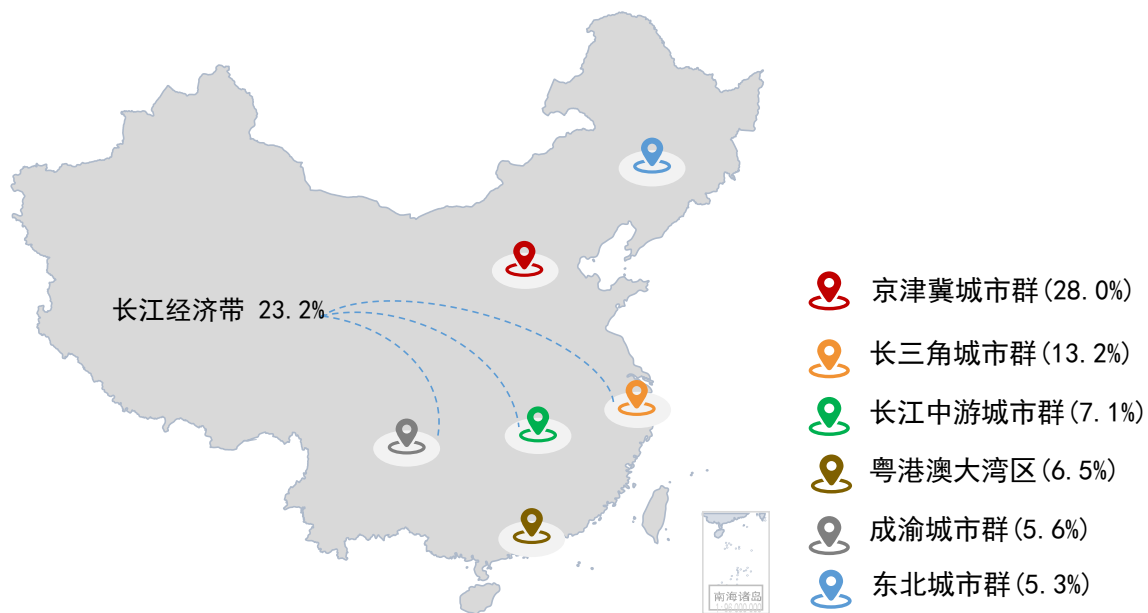 长江经济带 23.2%
京津冀城市群(28.0%)
长三角城市群(13.2%)
长江中游城市群(7.1%)
粤港澳大湾区(6.5%)
成渝城市群(5.6%)
东北城市群(5.3%)
南海诸岛